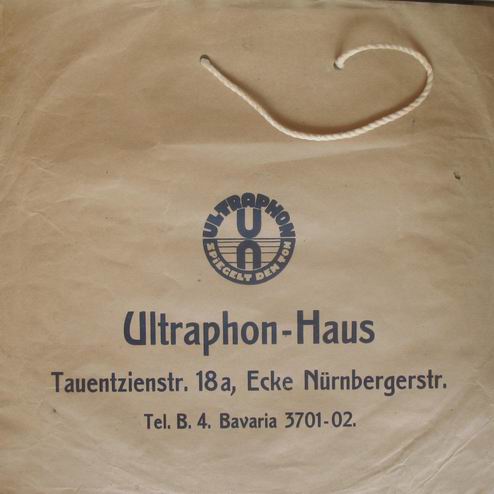 ULTRAPHON
U
SPIEGELT DEN TON
Ultraphon-Haus
Tauentzienstr. 18a, Ecke Nürnbergerstr.
Tel. B. 4. Bavaria 3701-02.